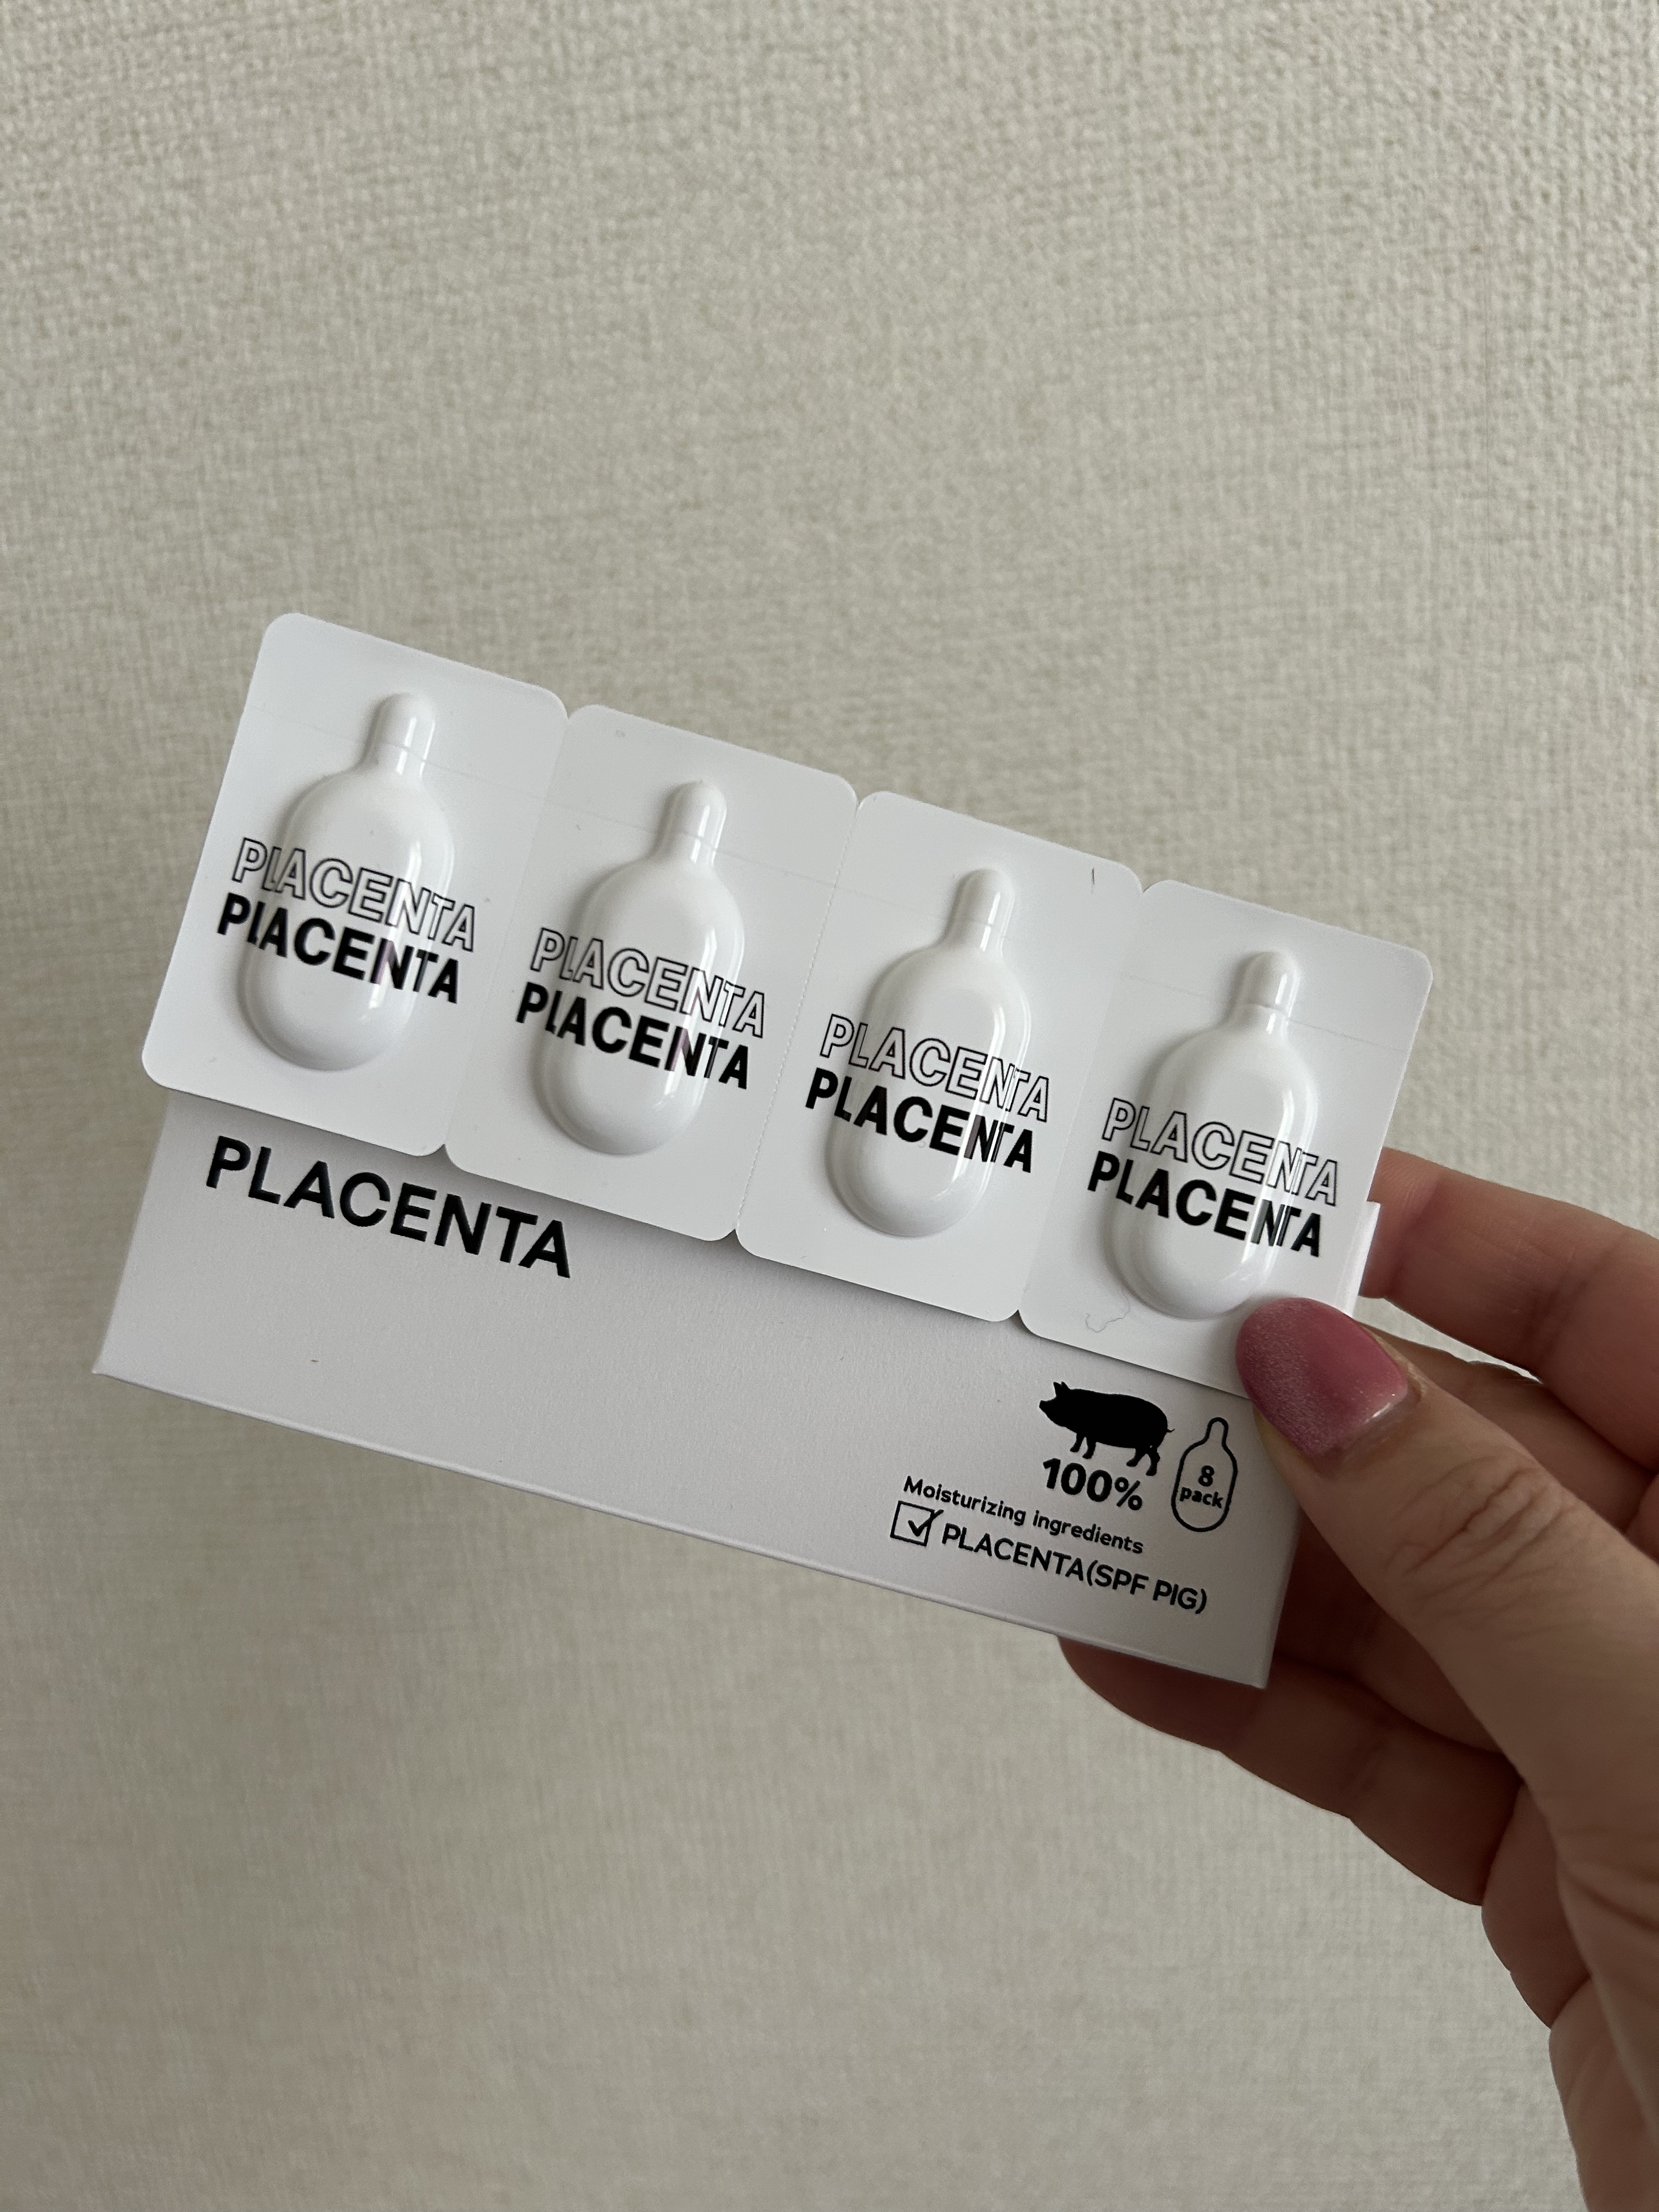 PLACENTA
PLACENTA
PLACENTA
PLACENTA
PLACENTA
PLACENTA
PLACENTA
PLACENTA
PLACENTA
100%
8
pack
Moisturizing ingredients
PLACENTA(SPF PIG)